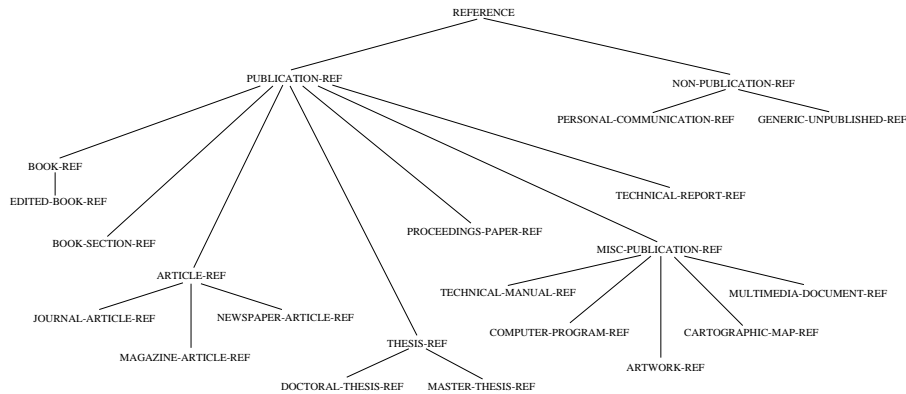 REFERENCE
PUBLICATION-REF
NON-PUBLICATION-REF
PERSONAL-COMMUNICATION-REF
GENERIC-UNPUBLISHED-REF
BOOK-REF
EDITED-BOOK-REF
TECHNICAL-REPORT-REF
BOOK-SECTION-REF
PROCEEDINGS-PAPER-REF
MISC-PUBLICATION-REF
ARTICLE-REF
TECHNICAL-MANUAL-REF
MULTIMEDIA-DOCUMENT-REF
JOURNAL-ARTICLE-REF
NEWSPAPER-ARTICLE-REF
COMPUTER-PROGRAM-REF
CARTOGRAPHIC-MAP-REF
MAGAZINE-ARTICLE-REF
THESIS-REF
ARTWORK-REF
DOCTORAL-THESIS-REF
MASTER-THESIS-REF